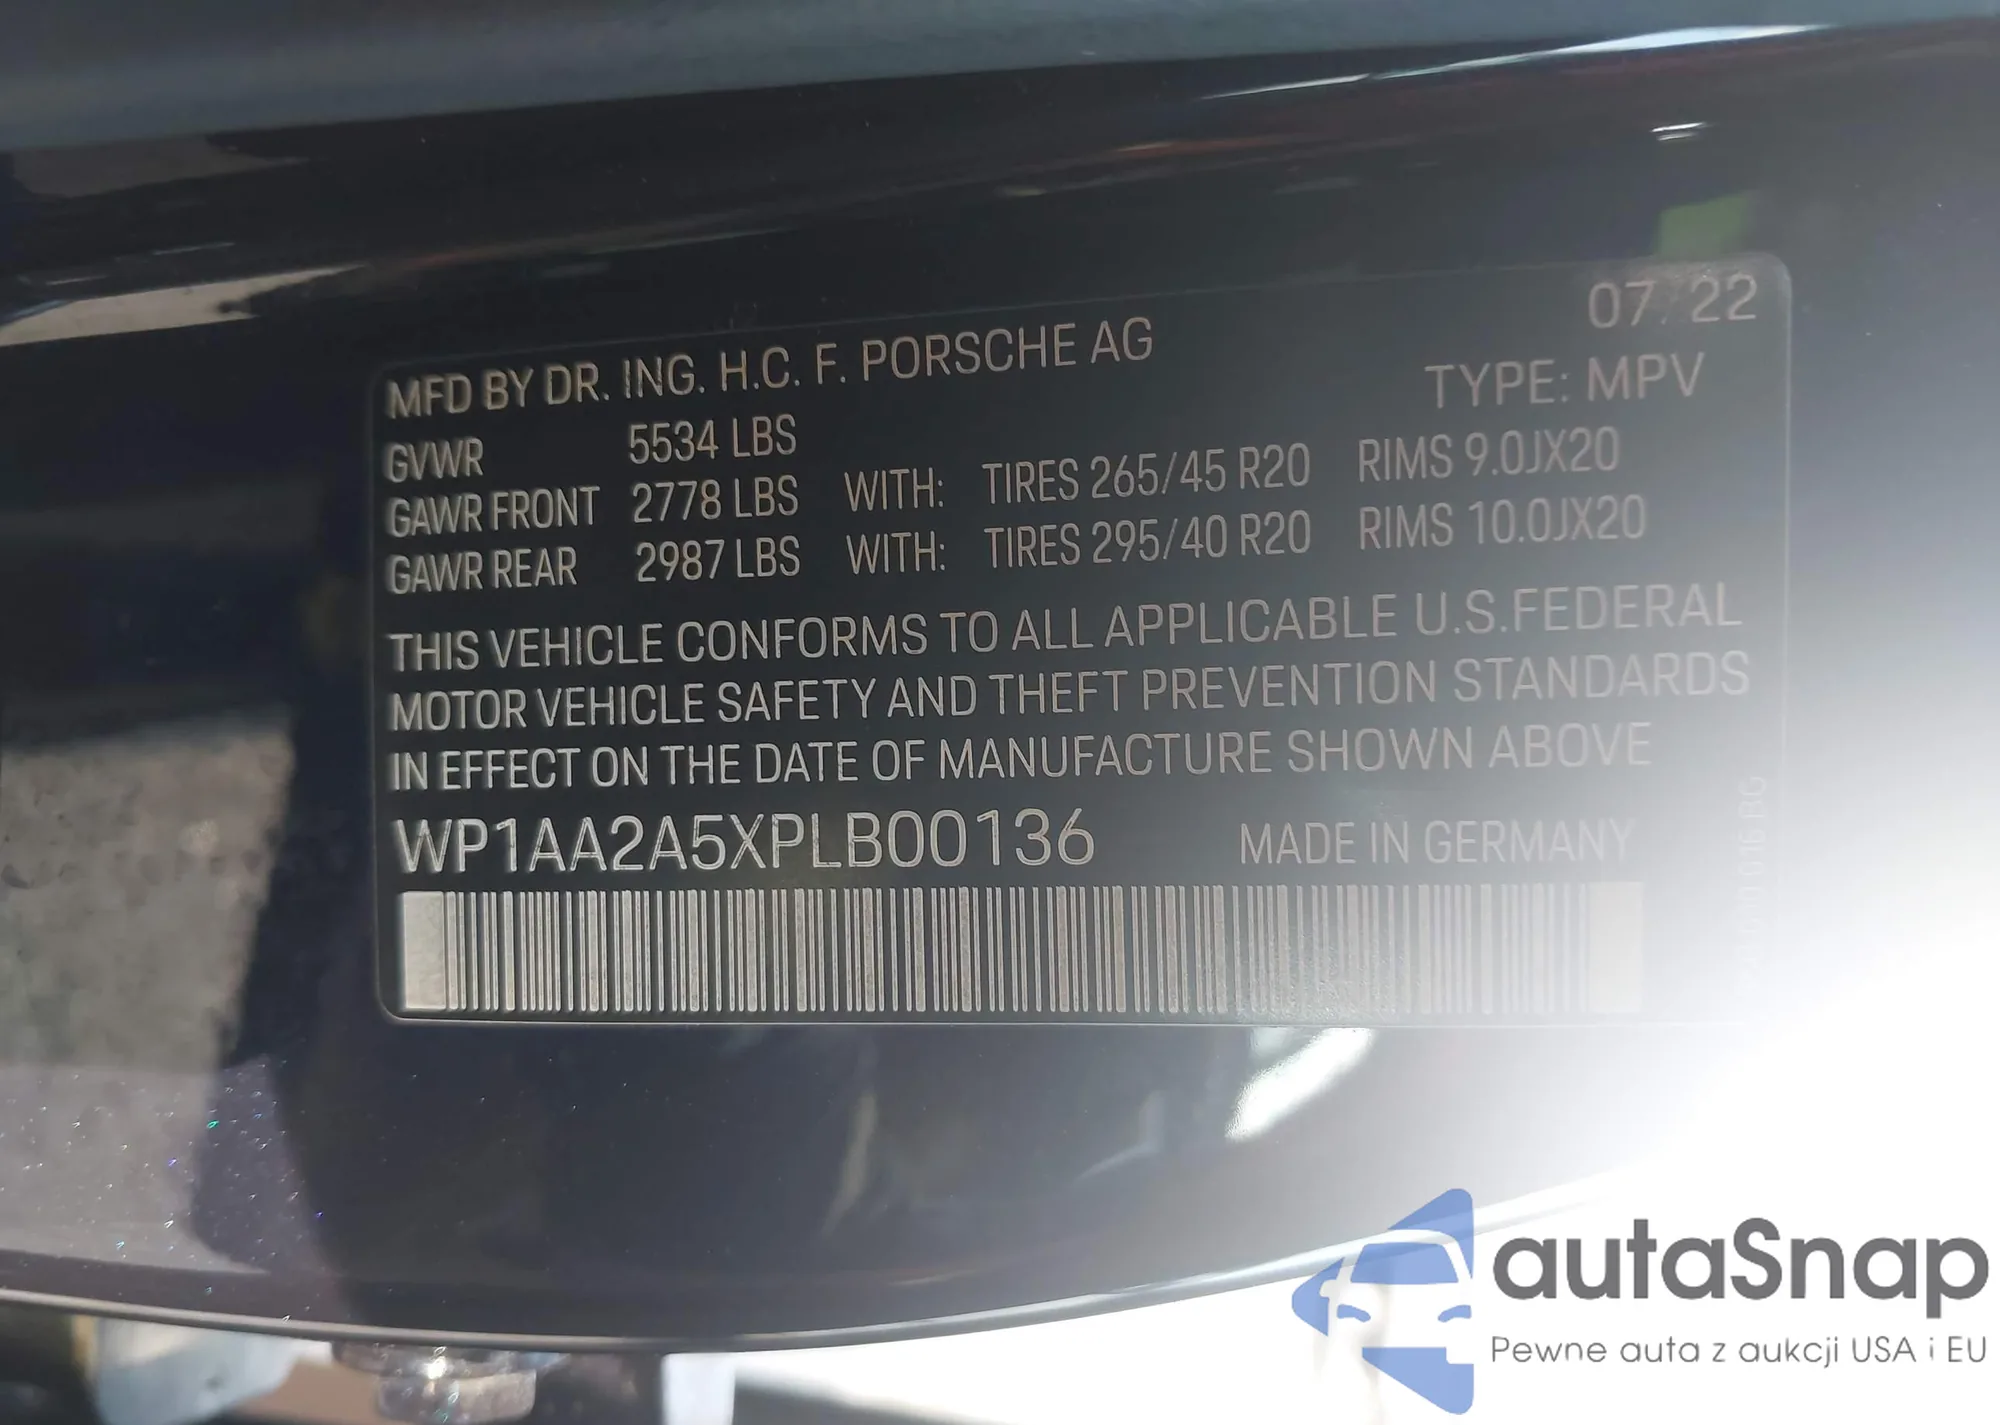 07/22
MFD BY DR. ING. H.C. F. PORSCHE AG
TYPE: MPV
GVWR 5534 LBS
GAWR FRONT 2778 LBS WITH: TIRES 265/45 R20 RIMS 9.0JX20
GAWR REAR 2987 LBS WITH: TIRES 295/40 R20 RIMS 10.0JX20
THIS VEHICLE CONFORMS TO ALL APPLICABLE U.S.FEDERAL
MOTOR VEHICLE SAFETY AND THEFT PREVENTION STANDARDS
IN EFFECT ON THE DATE OF MANUFACTURE SHOWN ABOVE
WP1AA2A5XPLB00136 MADE IN GERMANY
autaSnap
Pewne auta z aukcji USA i EU